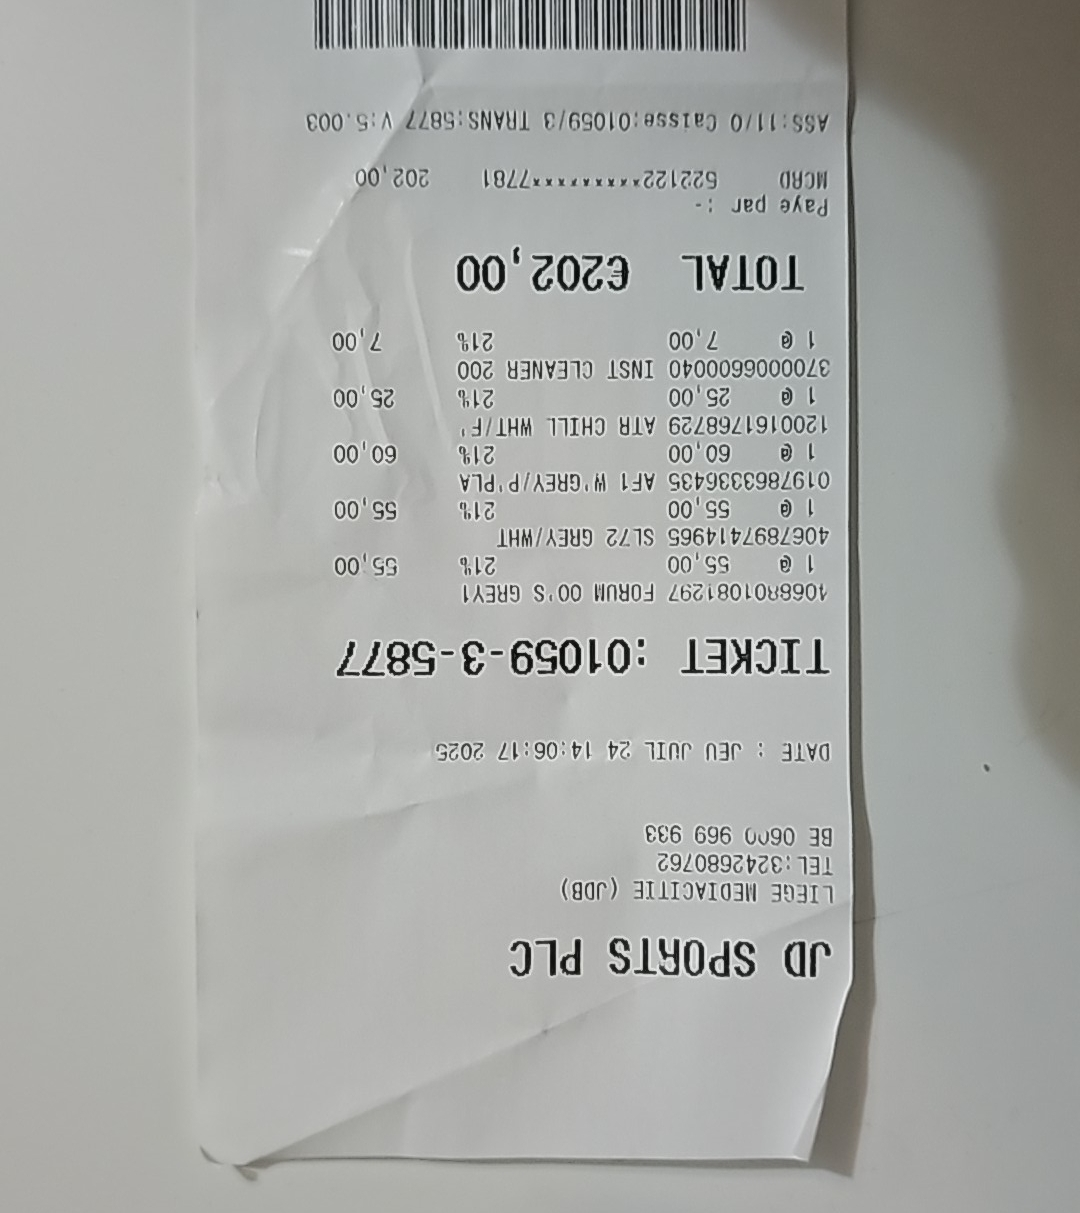 JD SPORTS PLC
LIEGE MEDIACITIE (JDB)
TEL:3242680762
BE 0600 969 933
DATE : JEU JUIL 24 14:06:17 2025
TICKET :01059-3-5877
4068801081297 FORUM 00'S GREY1
1 @ 55,00 21% 55,00
4067897414965 SL72 GREY/WHT
1 @ 55,00 21% 55,00
0197863336435 AF1 W'GREY/P'PLA
1 @ 60,00 21% 60,00
1200161768729 ATR CHILL WHT/F'
1 @ 25,00 21% 25,00
3700006600040 INST CLEANER 200
1 @ 7,00 21% 7,00
TOTAL €202,00
Paye par :-
MCRD 522122*********7781 202,00
ASS:11/0 Caisse:01059/3 TRANS:5877 V:5.003